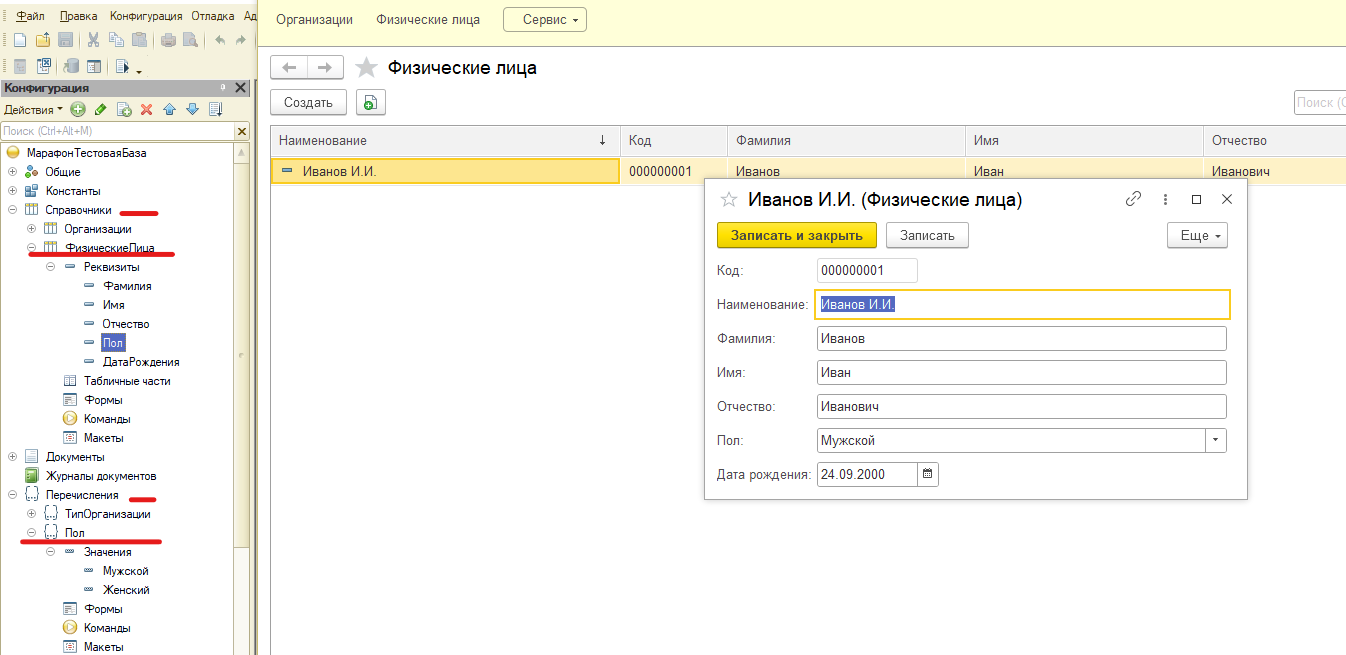 Файл Правка Конфигурация Отладка Ад
Конфигурация
Действия
Поиск (Ctrl+Alt+M)
МарафонТестоваяБаза
Общие
Константы
Справочники
Организации
ФизическиеЛица
Реквизиты
Фамилия
Имя
Отчество
Пол
ДатаРождения
Табличные части
Формы
Команды
Макеты
Документы
Журналы документов
Перечисления
ТипОрганизации
Пол
Значения
Мужской
Женский
Формы
Команды
Макеты
Организации Физические лица Сервис
Физические лица
Создать
Поиск (C
Наименование Код Фамилия Имя Отчество
Иванов И.И. 000000001 Иванов Иван Иванович
Иванов И.И. (Физические лица)
Записать и закрыть Записать Еще
Код: 000000001
Наименование: Иванов И.И.
Фамилия: Иванов
Имя: Иван
Отчество: Иванович
Пол: Мужской
Дата рождения: 24.09.2000